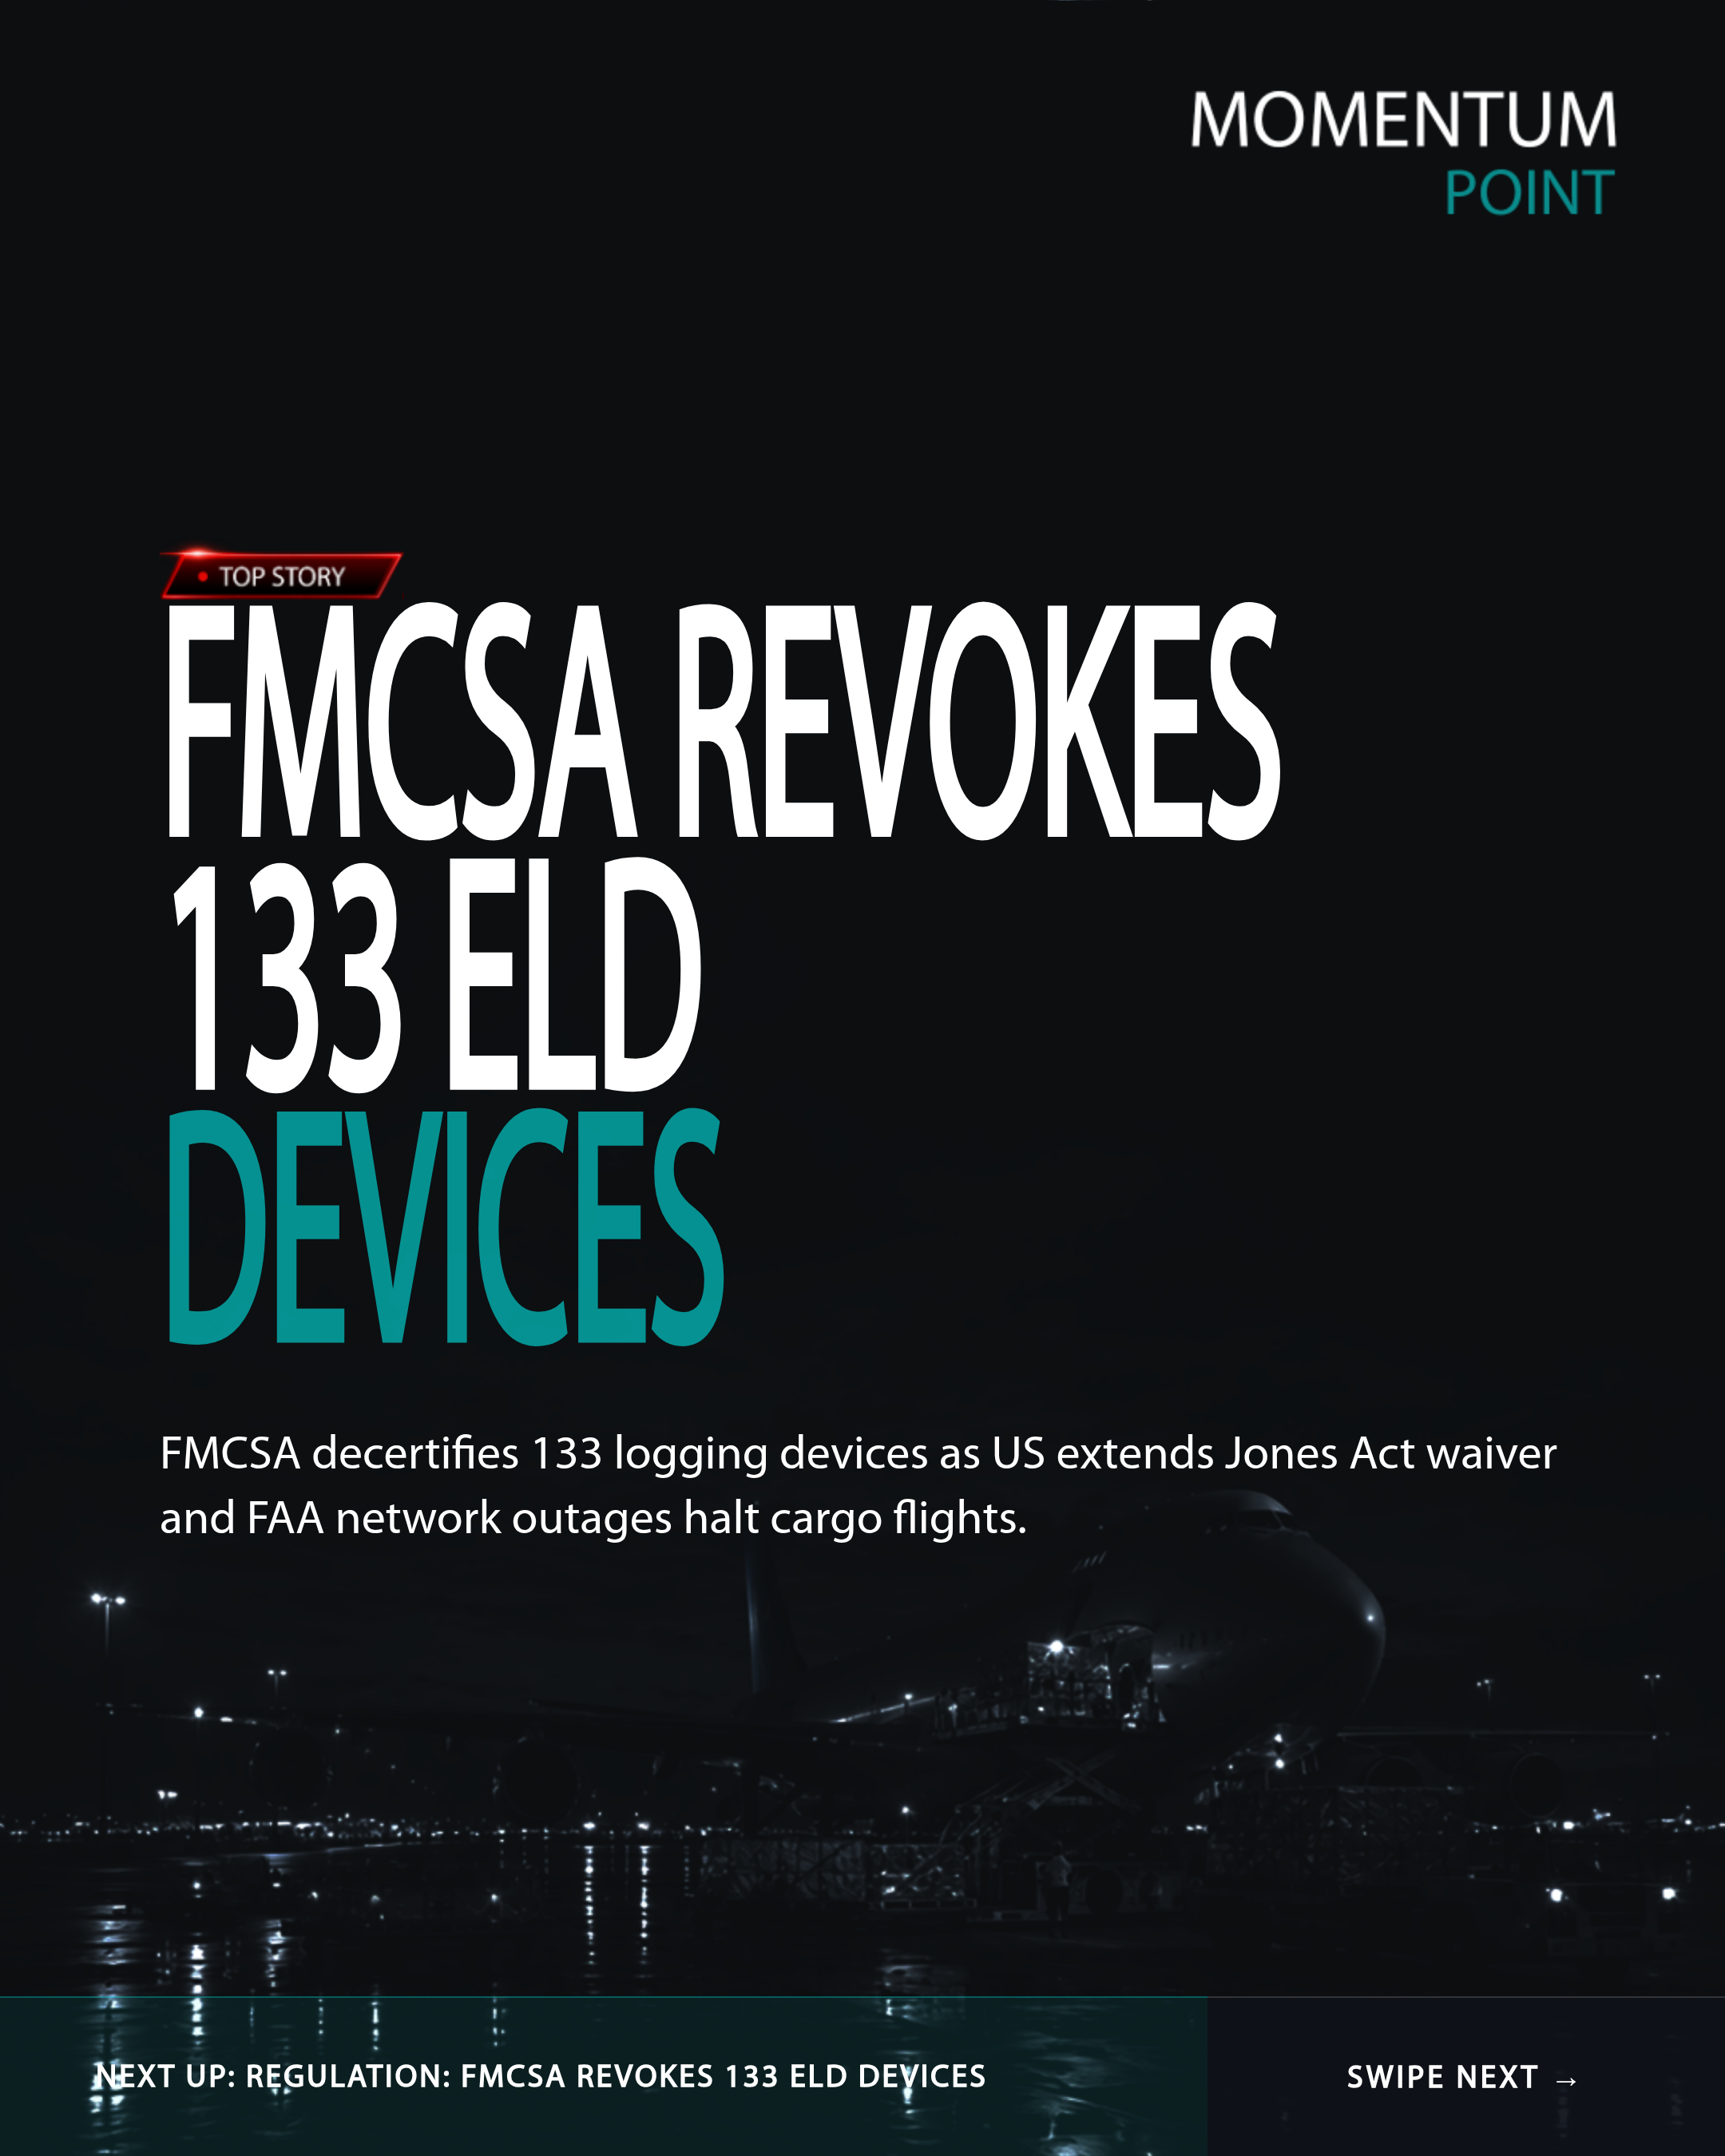 MOMENTUM
POINT
TOP STORY
FMCSA REVOKES
133 ELD
DEVICES
FMCSA decertifies 133 logging devices as US extends Jones Act waiver
and FAA network outages halt cargo flights.
NEXT UP: REGULATION: FMCSA REVOKES 133 ELD DEVICES
SWIPE NEXT →